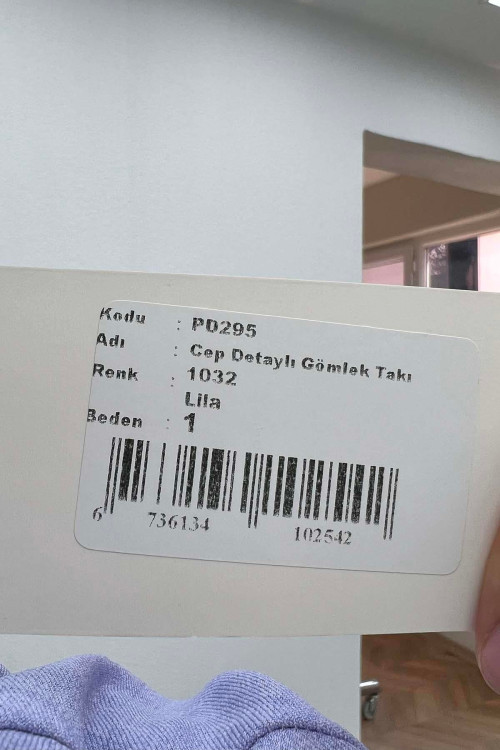 Kodu : PD295
Adı : Cep Detaylı Gömlek Takı
Renk : 1032
Lila
Beden : 1
6 736134 102542